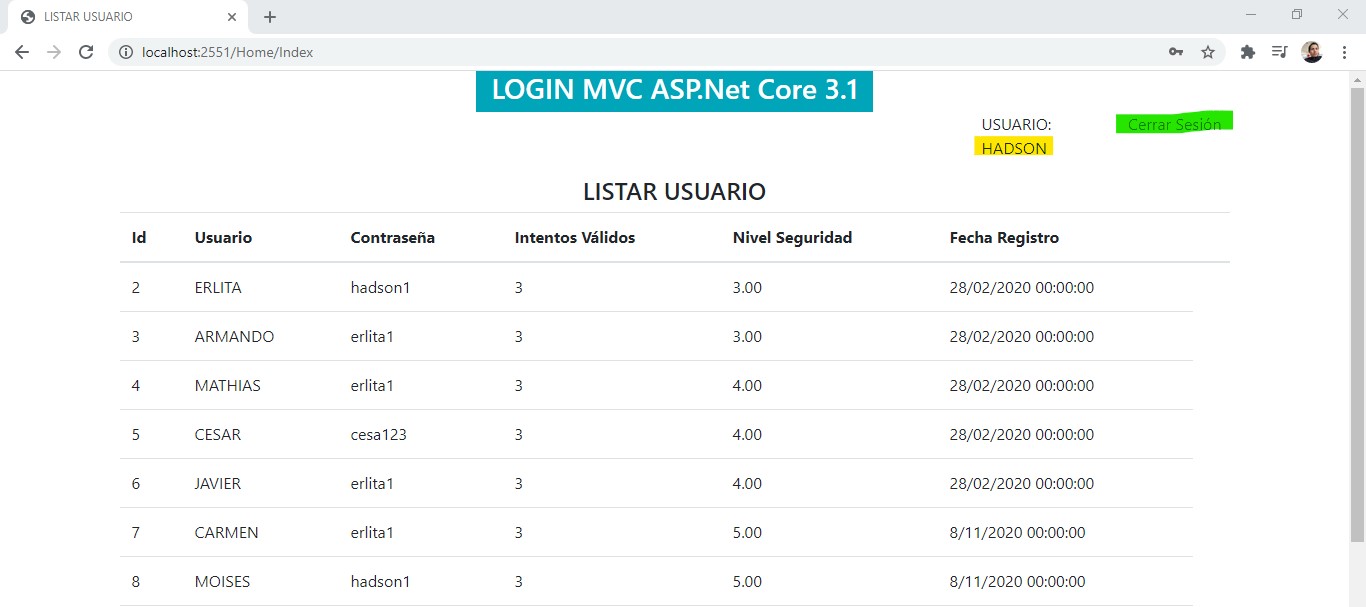 LISTAR USUARIO
localhost:2551/Home/Index
LOGIN MVC ASP.Net Core 3.1
USUARIO: Cerrar Sesión
HADSON
LISTAR USUARIO
Id Usuario Contraseña Intentos Válidos Nivel Seguridad Fecha Registro
2 ERLITA hadson1 3 3.00 28/02/2020 00:00:00
3 ARMANDO erlita1 3 3.00 28/02/2020 00:00:00
4 MATHIAS erlita1 3 4.00 28/02/2020 00:00:00
5 CESAR cesa123 3 4.00 28/02/2020 00:00:00
6 JAVIER erlita1 3 4.00 28/02/2020 00:00:00
7 CARMEN erlita1 3 5.00 8/11/2020 00:00:00
8 MOISES hadson1 3 5.00 8/11/2020 00:00:00